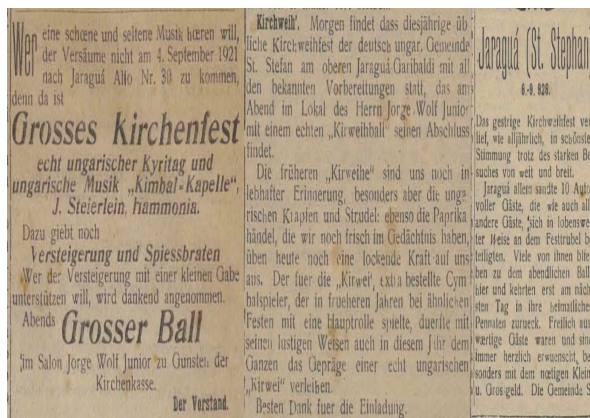 Wer eine schœne und seltene Musik hœren will,
der Versäume nicht am 4. September 1921
nach Jaraguá Alto Nr. 30 zu kommen,
denn da ist
Grosses Kirchenfest
echt ungarischer Kyritag und
ungarische Musik „Kimbal-Kapelle",
J. Steierlein, Hammonia.
Dazu giebt noch
Versteigerung und Spiessbraten
Wer der Versteigerung mit einer kleinen Gabe
unterstützen will, wird dankend angenommen.
Abends Grosser Ball
im Salon Jorge Wolf Junior zu Gunsten der
Kirchenkasse.
Der Vorstand.
Kirchweih'. Morgen findet dass diesjährige üb
liche Kirchweihfest der deutsch ungar. Gemeinde
St. Stefan am oberen Jaraguá Garibaldi mit all
den bekannten Vorbereitungen statt, das am
Abend im Lokal des Herrn Jorge Wolf Junior
mit einem echten „Kirweihball" seinen Abschluss
findet.
Die früheren „Kirweihe" sind uns noch in
lebhafter Erinnerung, besonders aber die unga
rischen Krapfen und Strudel: ebenso die Paprika
händel, die wir noch frisch im Gedächtnis haben,
üben heute noch eine lockende Kraft auf uns
aus. Der fuer die „Kirwei", extra bestellte Cym
balspieler, der in frueheren Jahren bei ähnlichen
Festen mit eine Hauptrolle spielte, duerfte mit
seinen lustigen Weisen auch in diesem Jahr dem
Ganzen das Gepräge einer echt ungarischen
„Kirwei" verleihen.
Besten Dank fuer die Einladung.
Jaraguá (St. Stephan)
6.-9. 926.
Das gestrige Kirchweihfest ver
lief, wie alljährlich, in schönster
Stimmung trotz des starken Be
suches von weit und breit.
Jaraguá allein sandte 10 Auto
voller Gäste, die wie auch all
andere Gäste, sich in lobenswer
ter Weise an dem Festtrubel be
teiligten. Viele von ihnen blie
ben zu dem abendlichen Ball
hier und kehrten erst am näch
sten Tag in ihre heimatlichen
Pennaten zurueck. Freilich aus
wærtige Gäste waren und sind
immer herzlich erwuenscht, be
sonders mit dem nœtigen Klein
u. Grossgeld. Die Gemeinde S